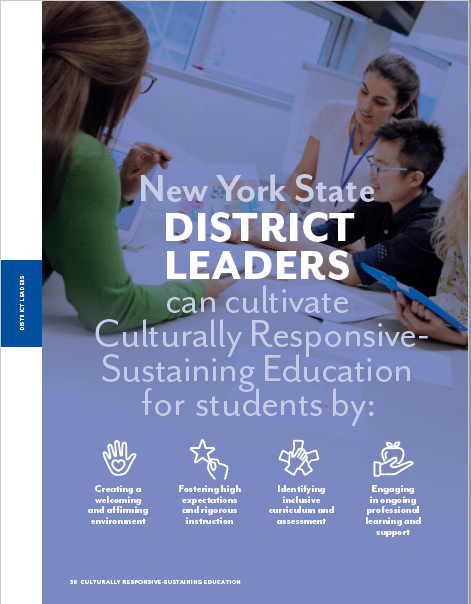 New York State
DISTRICT
LEADERS
can cultivate
Culturally Responsive-
Sustaining Education
for students by:
DISTRICT LEADERS
Creating a
welcoming
and affirming
environment
Fostering high
expectations
and rigorous
instruction
Identifying
inclusive
curriculum and
assessment
Engaging
in ongoing
professional
learning and
support
36 CULTURALLY RESPONSIVE-SUSTAINING EDUCATION